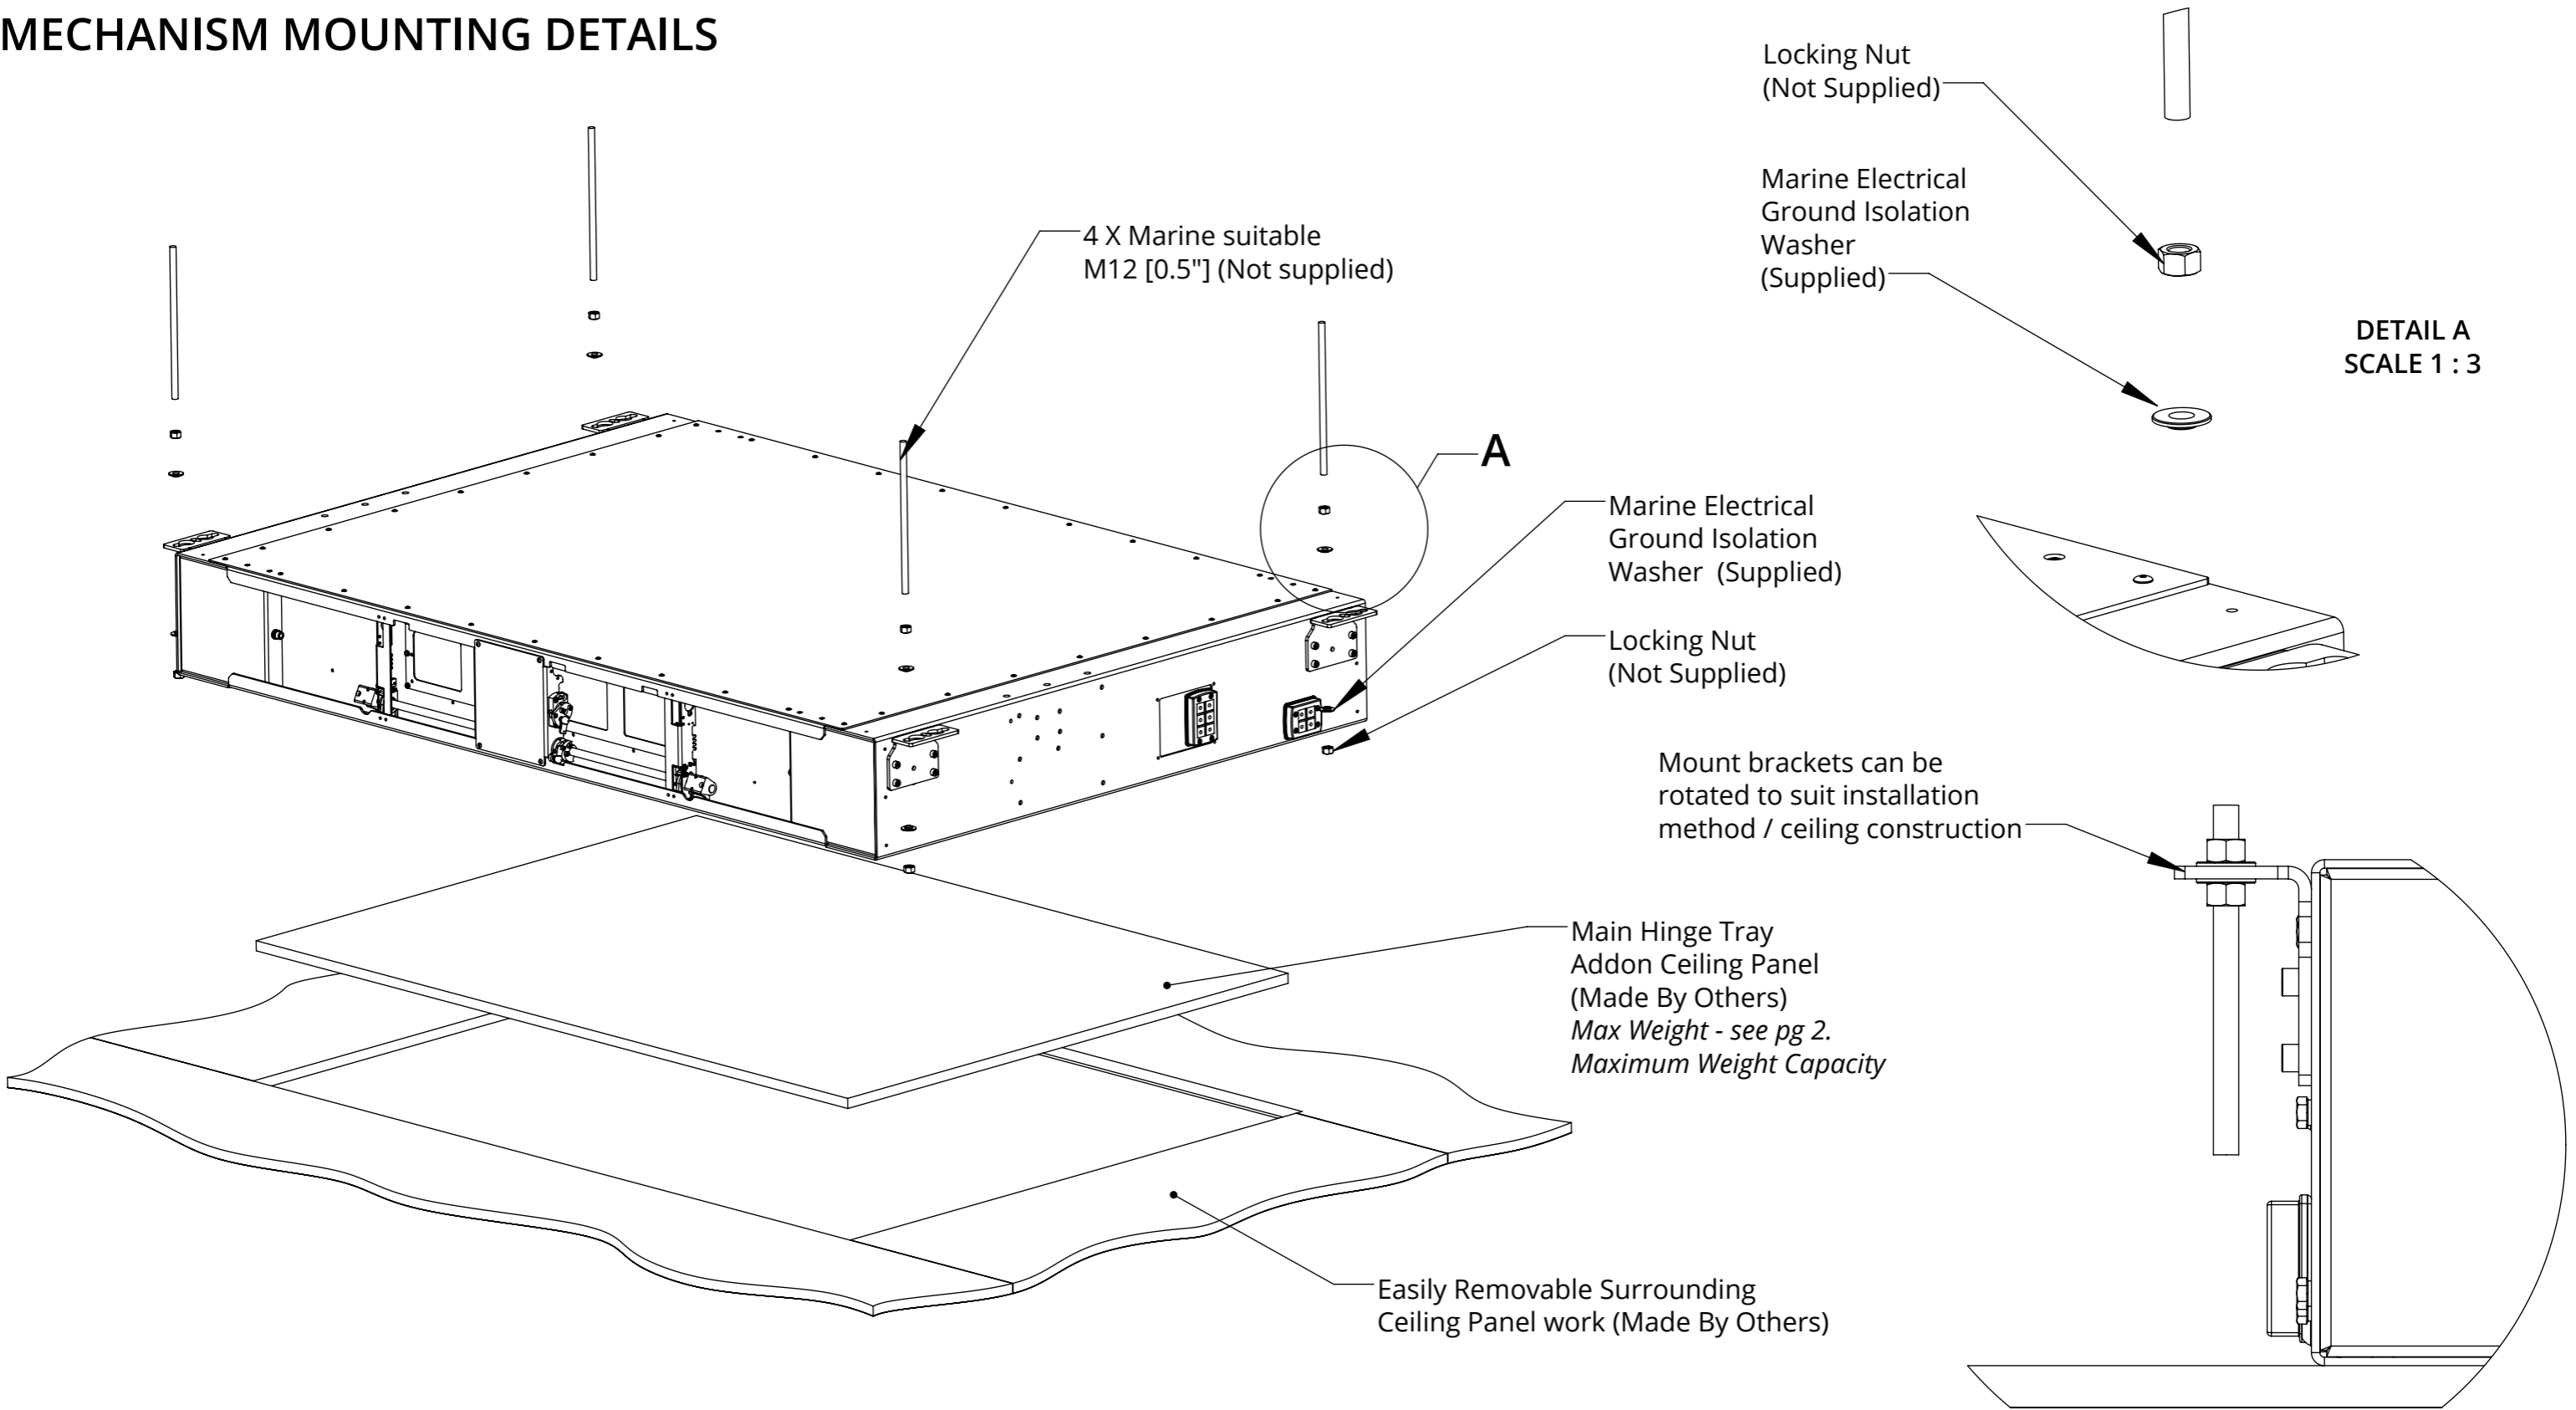 MECHANISM MOUNTING DETAILS
Locking Nut
(Not Supplied)
Marine Electrical
Ground Isolation
Washer
(Supplied)
DETAIL A
SCALE 1 : 3
4 X Marine suitable
M12 [0.5"] (Not supplied)
A
Marine Electrical
Ground Isolation
Washer (Supplied)
Locking Nut
(Not Supplied)
Mount brackets can be
rotated to suit installation
method / ceiling construction
Main Hinge Tray
Addon Ceiling Panel
(Made By Others)
Max Weight - see pg 2.
Maximum Weight Capacity
Easily Removable Surrounding
Ceiling Panel work (Made By Others)